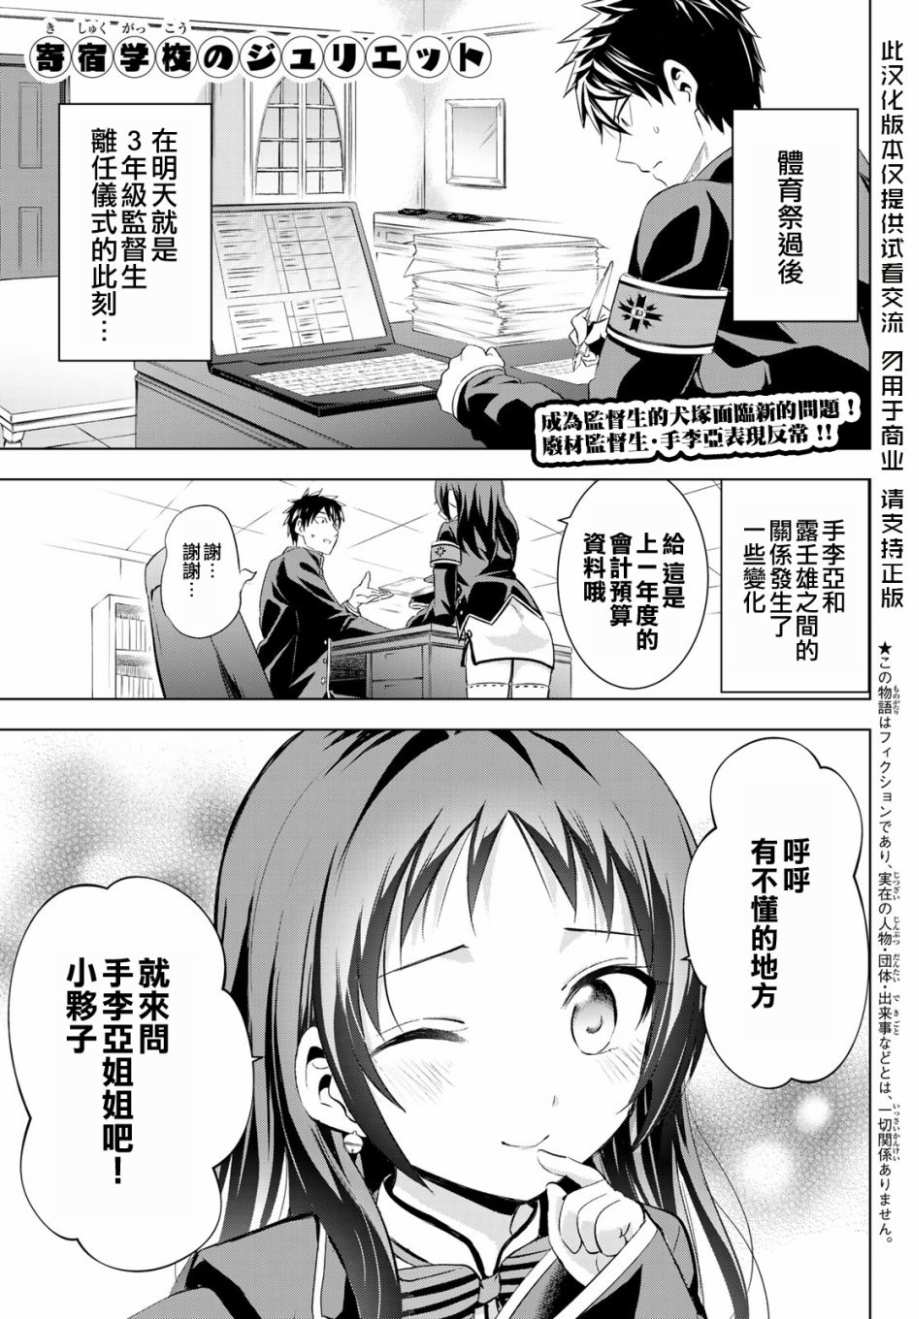 き しゅく がっ こう
寄宿学校のジュリエット
體育祭過後
在明天就是
3年級監督生
離任儀式的此刻…
成為監督生的犬塚面臨新的問題！
廢材監督生·手李亞表現反常!!
手李亞和
露壬雄之間的
關係發生了
一些變化
給 這是
上一年度的
會計預算
資料哦
謝…
謝謝…
呼呼
有不懂的地方
就來問
手李亞姐姐吧！
小夥子
此汉化版本仅提供试看交流 勿用于商业 请支持正版
★この物語はフィクションであり、実在の人物・団体・出来事などとは、一切関係ありません。